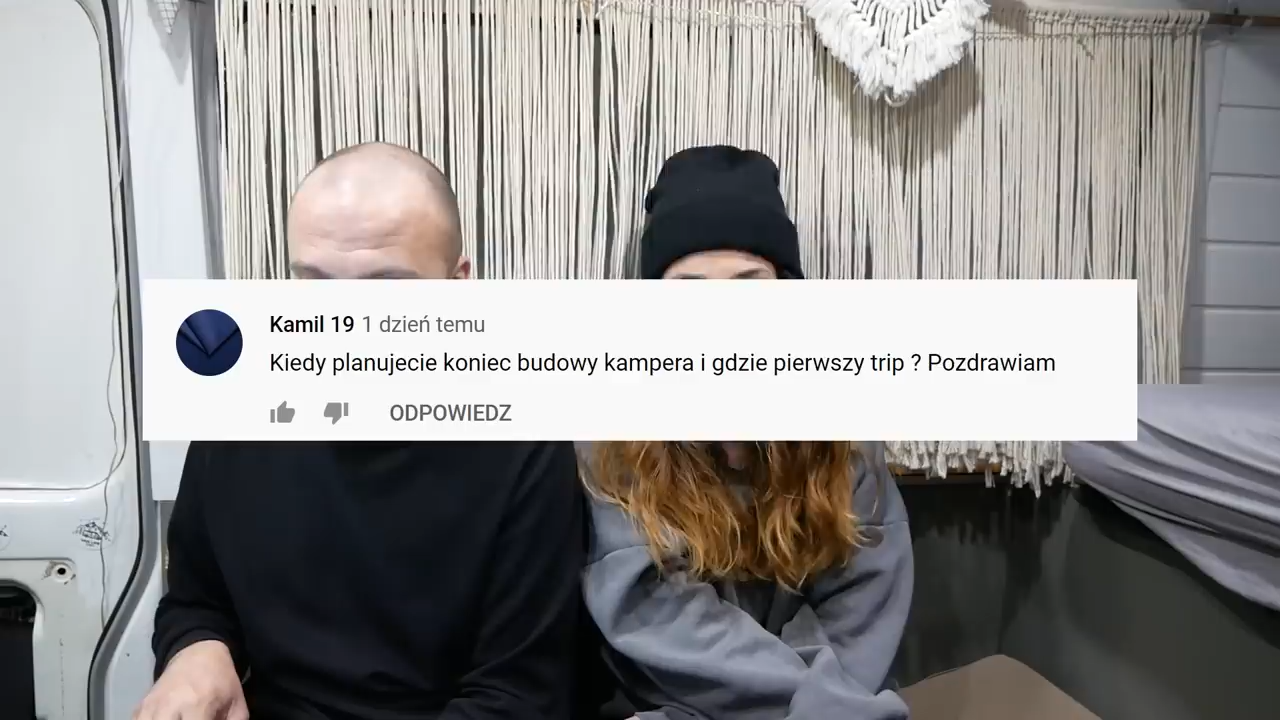 Kamil 19 1 dzień temu
Kiedy planujecie koniec budowy kampera i gdzie pierwszy trip ? Pozdrawiam
ODPOWIEDZ